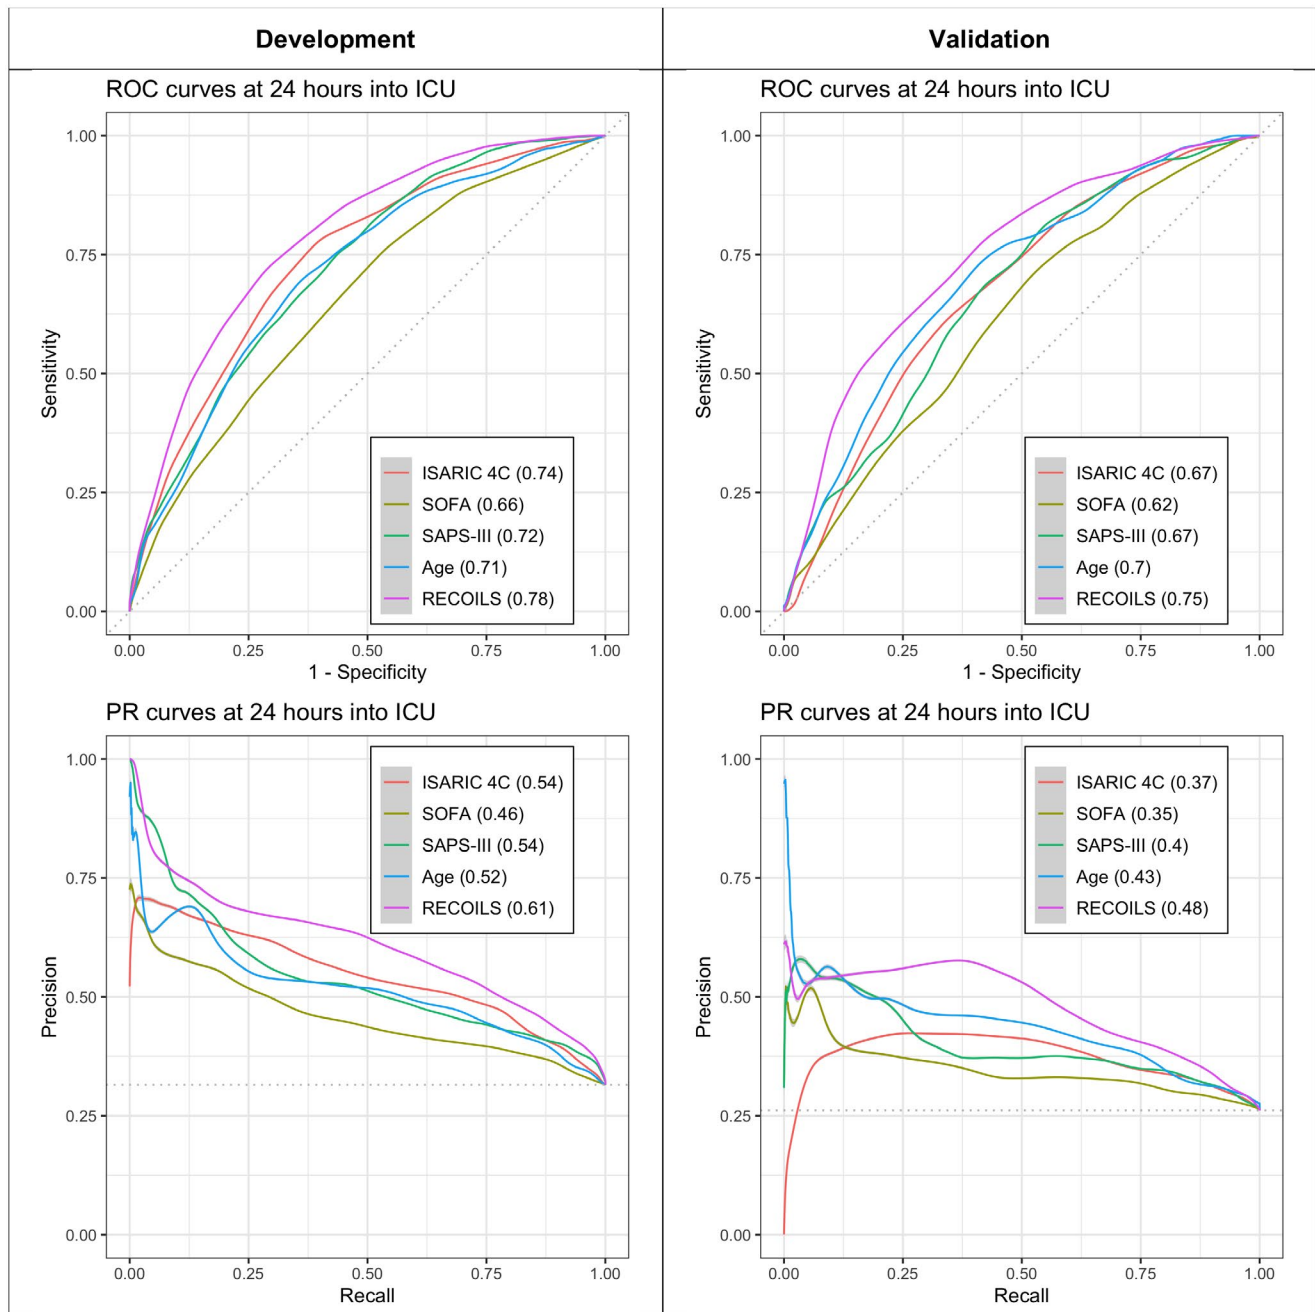 Development
Validation
ROC curves at 24 hours into ICU
1.00
0.75
0.50
0.25
0.00
Sensitivity
ISARIC 4C (0.74)
SOFA (0.66)
SAPS-III (0.72)
Age (0.71)
RECOILS (0.78)
0.00 0.25 0.50 0.75 1.00
1 - Specificity
ROC curves at 24 hours into ICU
1.00
0.75
0.50
0.25
0.00
Sensitivity
ISARIC 4C (0.67)
SOFA (0.62)
SAPS-III (0.67)
Age (0.7)
RECOILS (0.75)
0.00 0.25 0.50 0.75 1.00
1 - Specificity
PR curves at 24 hours into ICU
1.00
0.75
0.50
0.25
0.00
Precision
ISARIC 4C (0.54)
SOFA (0.46)
SAPS-III (0.54)
Age (0.52)
RECOILS (0.61)
0.00 0.25 0.50 0.75 1.00
Recall
PR curves at 24 hours into ICU
1.00
0.75
0.50
0.25
0.00
Precision
ISARIC 4C (0.37)
SOFA (0.35)
SAPS-III (0.4)
Age (0.43)
RECOILS (0.48)
0.00 0.25 0.50 0.75 1.00
Recall